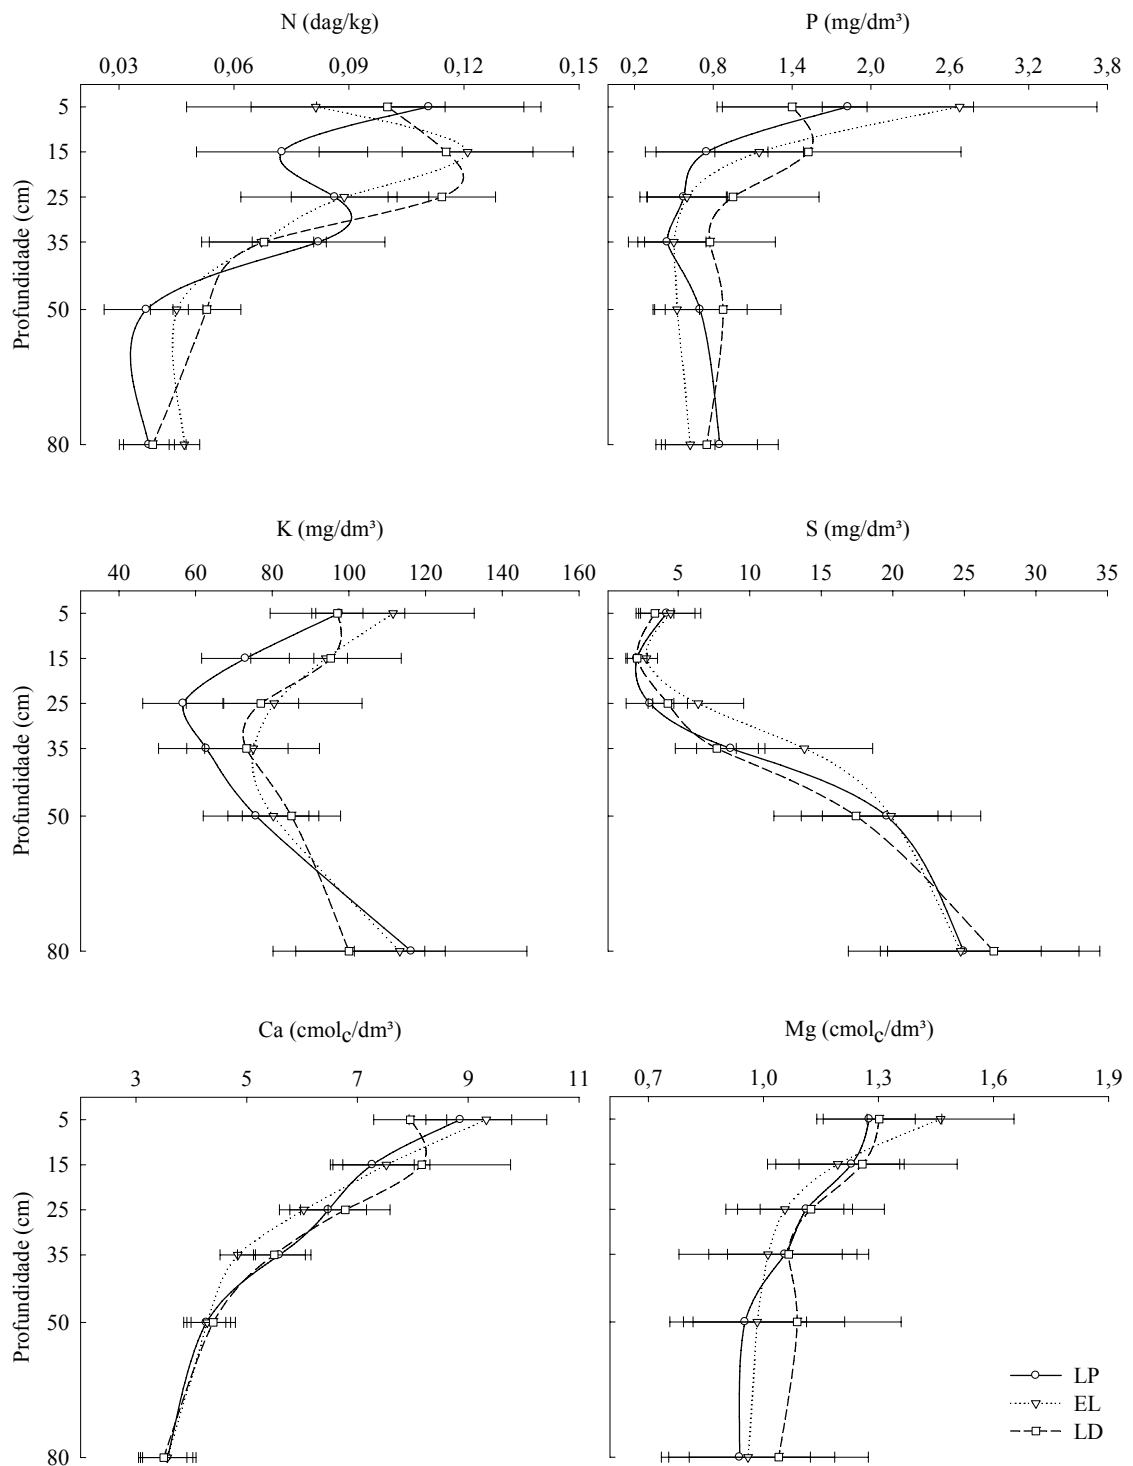 N (dag/kg) P (mg/dm³)
0,03 0,06 0,09 0,12 0,15 0,2 0,8 1,4 2,0 2,6 3,2 3,8
5
15
25
35
50
80
Profundidade (cm)
K (mg/dm³) S (mg/dm³)
40 60 80 100 120 140 160 5 10 15 20 25 30 35
5
15
25
35
50
80
Profundidade (cm)
Ca (cmolc/dm³) Mg (cmolc/dm³)
3 5 7 9 11 0,7 1,0 1,3 1,6 1,9
5
15
25
35
50
80
Profundidade (cm)
LP
EL
LD